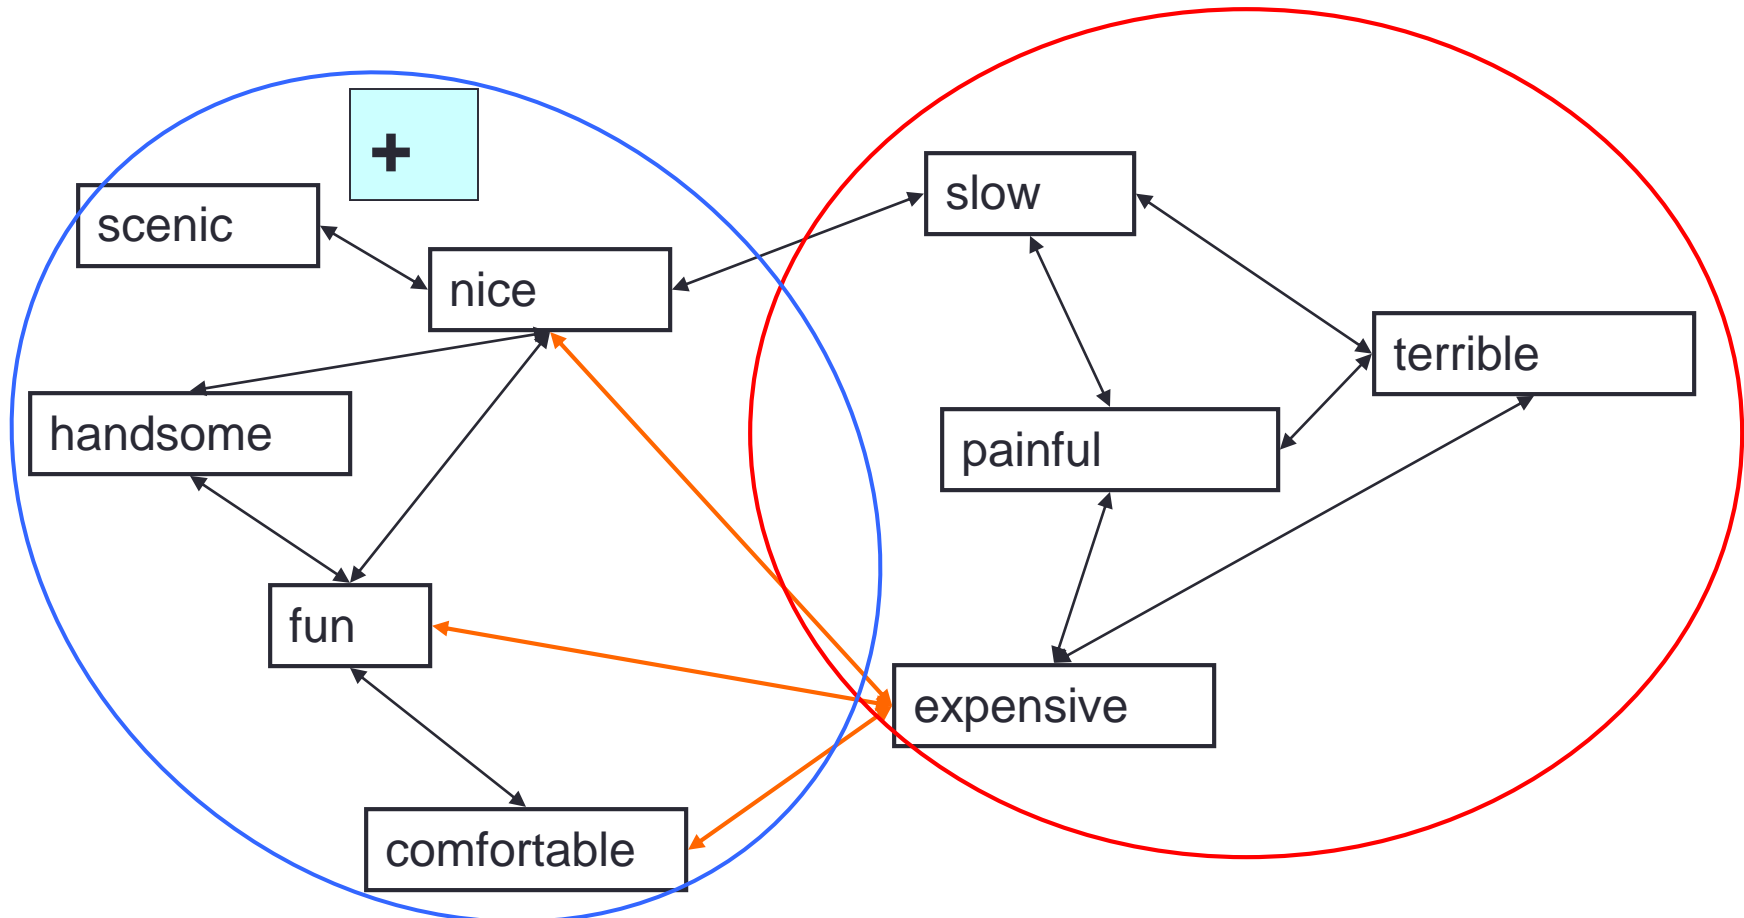 +
scenic
slow
nice
terrible
handsome
painful
fun
expensive
comfortable